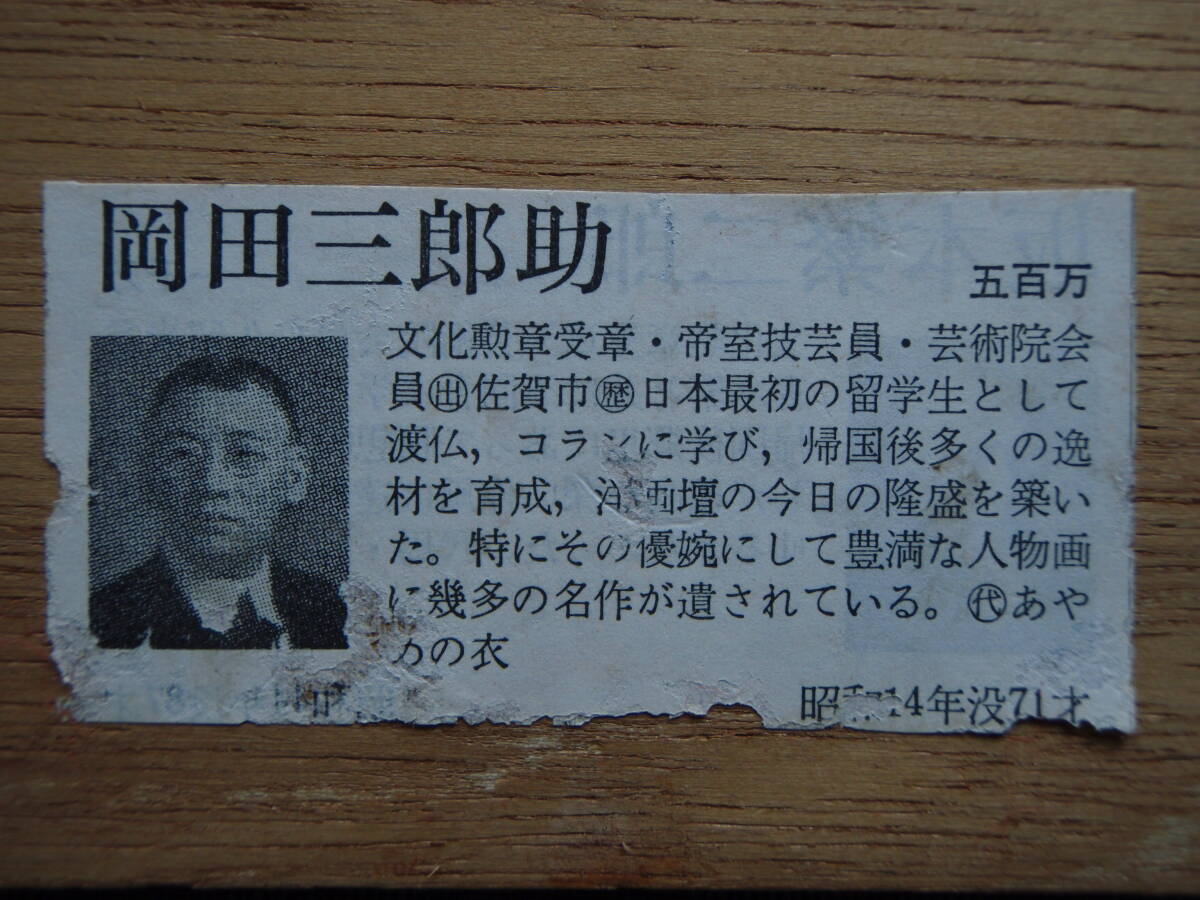 岡田三郎助
五百万
文化勲章受章・帝室技芸員・芸術院会
員㊓佐賀市㊭日本最初の留学生として
渡仏，コランに学び，帰国後多くの逸
材を育成，洋画壇の今日の隆盛を築い
た。特にその優婉にして豊満な人物画
に幾多の名作が遺されている。㈹あや
めの衣
昭和14年没71才